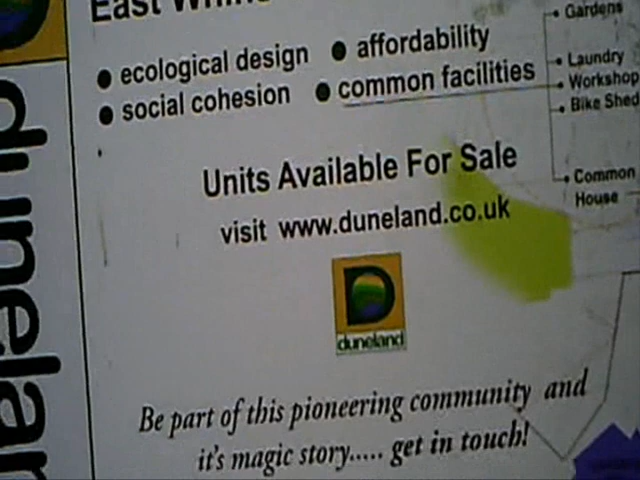 East
● ecological design ● affordability
● social cohesion ● common facilities
Gardens
Laundry
Workshop
Bike Shed
Common
House
Units Available For Sale
visit www.duneland.co.uk
D
duneland
Be part of this pioneering community and
it's magic story..... get in touch!